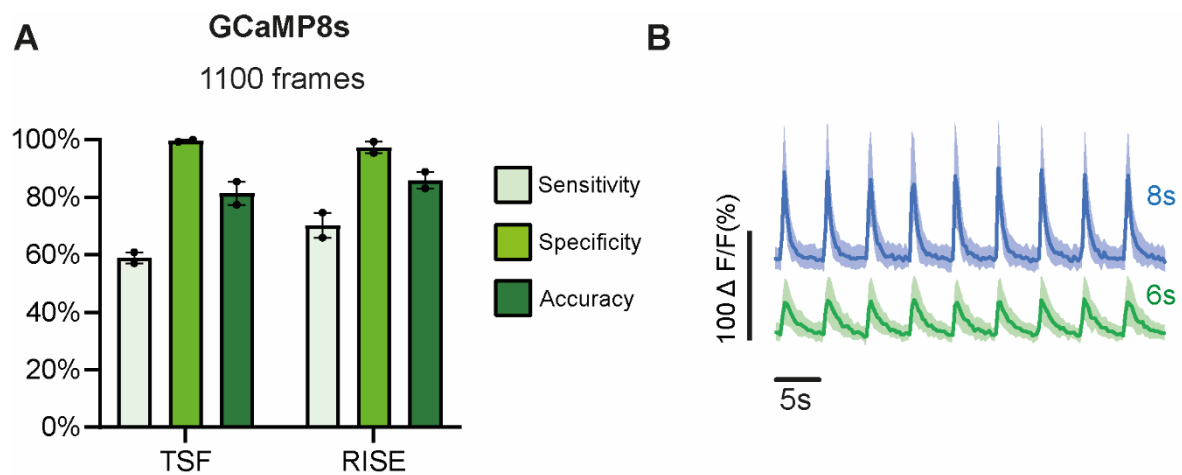 A
GCaMP8s
1100 frames
100%
80%
60%
40%
20%
0%
TSF
RISE
Sensitivity
Specificity
Accuracy
B
100 Δ F/F(%)
8s
6s
5s